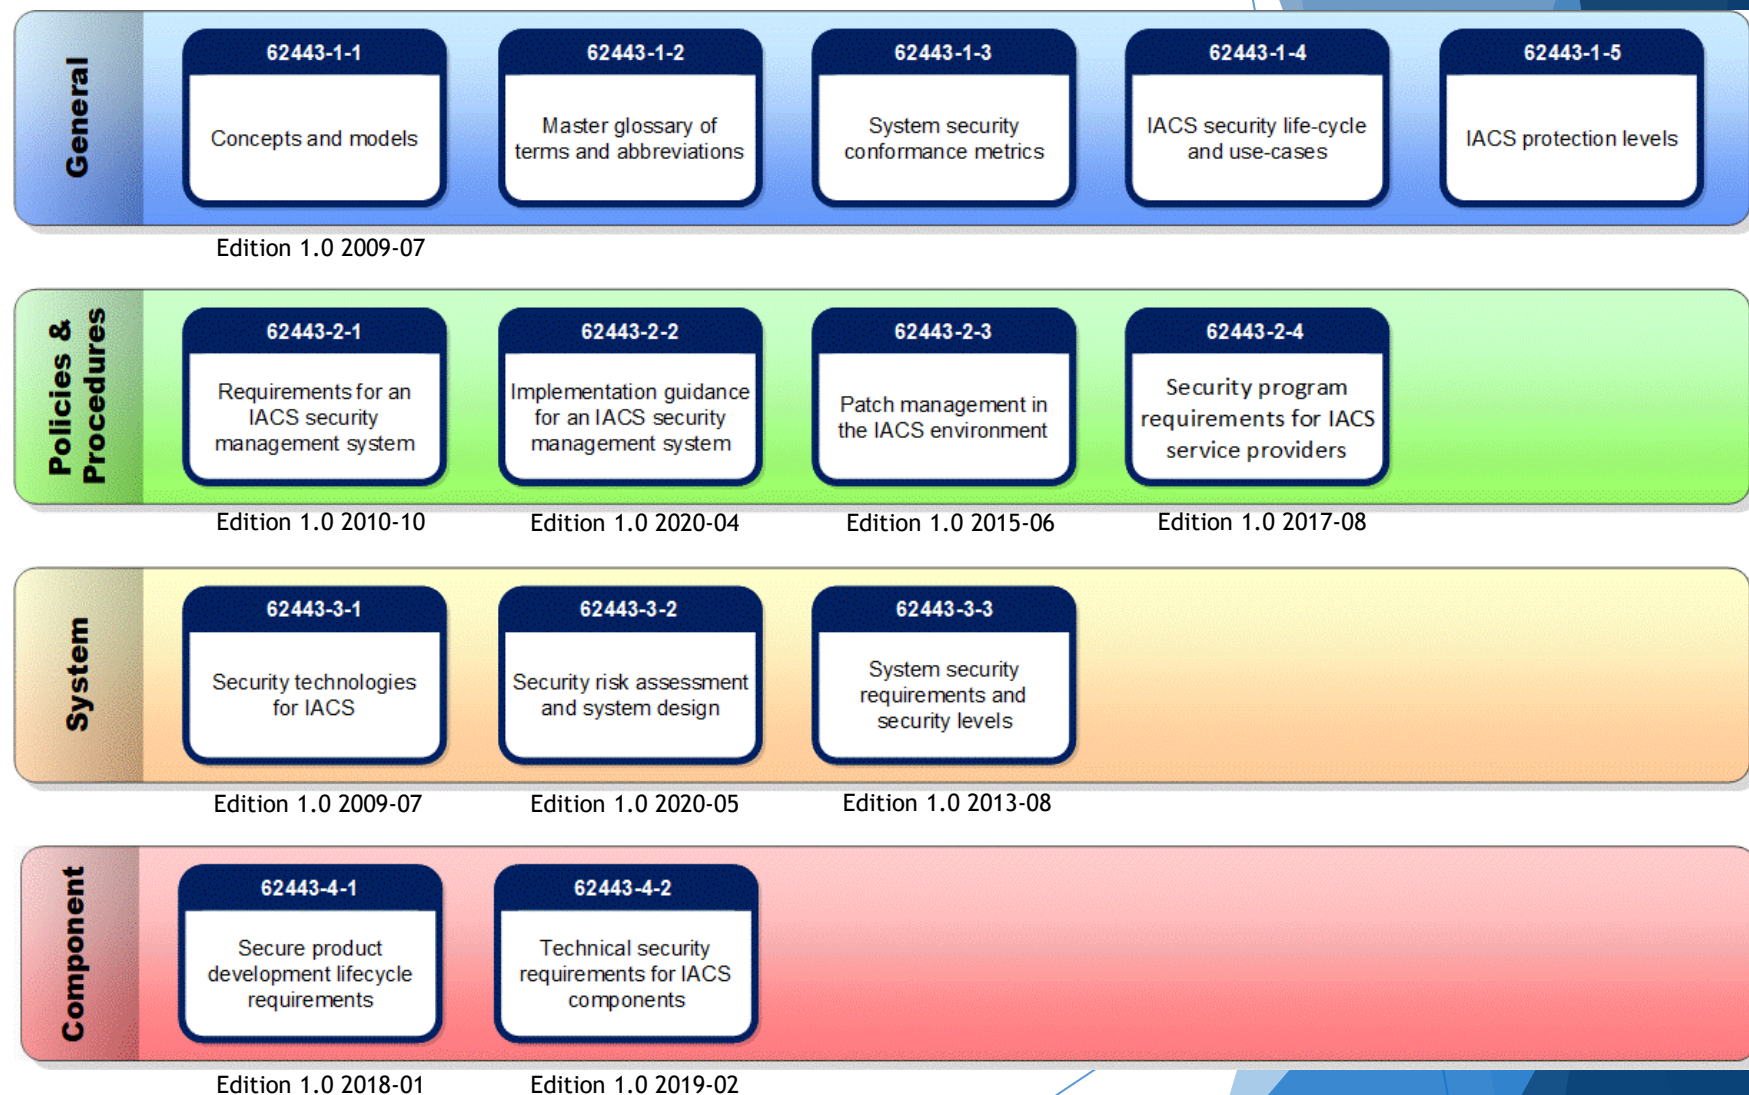 General
62443-1-1
Concepts and models
62443-1-2
Master glossary of
terms and abbreviations
62443-1-3
System security
conformance metrics
62443-1-4
IACS security life-cycle
and use-cases
62443-1-5
IACS protection levels
Edition 1.0 2009-07
Policies &
Procedures
62443-2-1
Requirements for an
IACS security
management system
62443-2-2
Implementation guidance
for an IACS security
management system
62443-2-3
Patch management in
the IACS environment
62443-2-4
Security program
requirements for IACS
service providers
Edition 1.0 2010-10
Edition 1.0 2020-04
Edition 1.0 2015-06
Edition 1.0 2017-08
System
62443-3-1
Security technologies
for IACS
62443-3-2
Security risk assessment
and system design
62443-3-3
System security
requirements and
security levels
Edition 1.0 2009-07
Edition 1.0 2020-05
Edition 1.0 2013-08
Component
62443-4-1
Secure product
development lifecycle
requirements
62443-4-2
Technical security
requirements for IACS
components
Edition 1.0 2018-01
Edition 1.0 2019-02